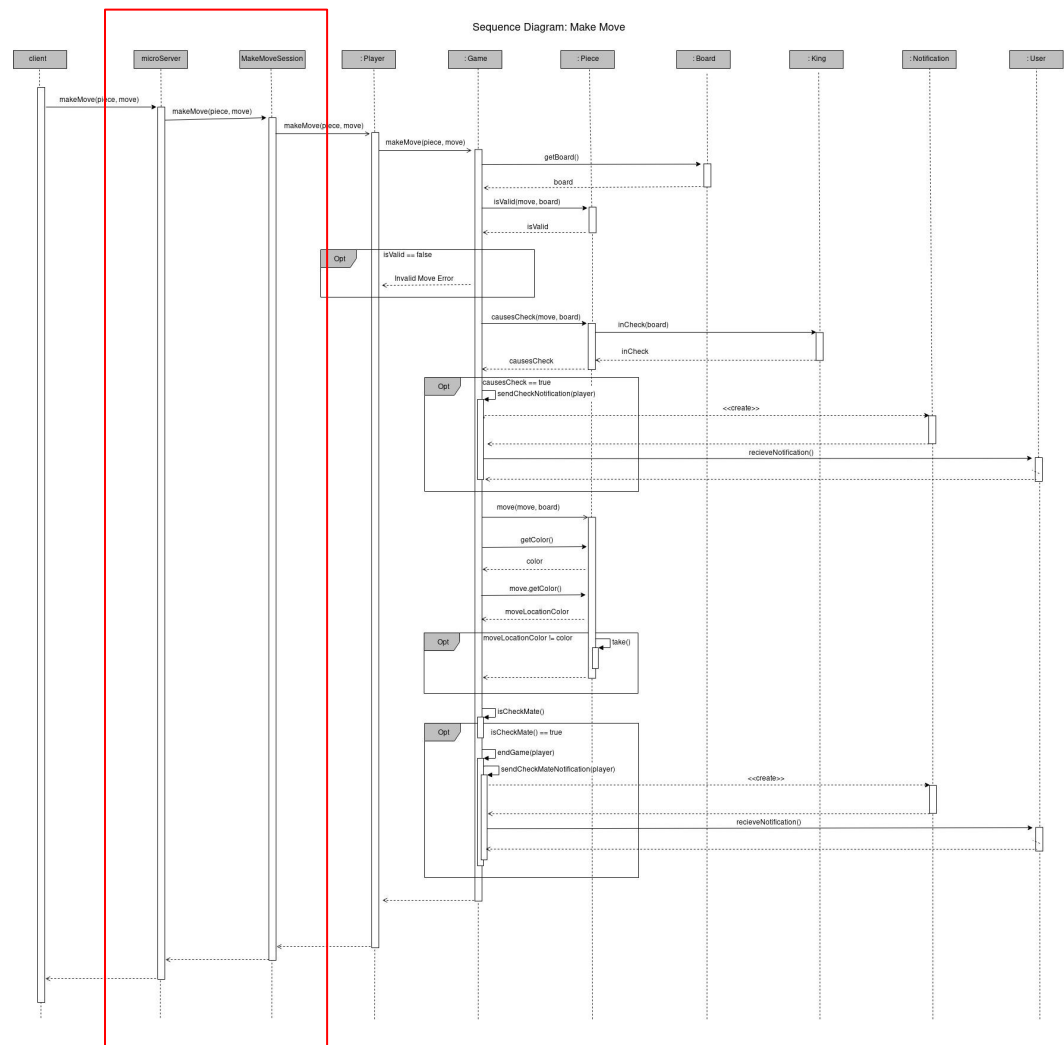 Sequence Diagram: Make Move
client
microServer
MakeMoveSession
: Player
: Game
: Piece
: Board
: King
: Notification
: User
makeMove(piece, move)
makeMove(piece, move)
makeMove(piece, move)
makeMove(piece, move)
getBoard()
board
isValid(move, board)
isValid
Opt
isValid == false
Invalid Move Error
causesCheck(move, board)
inCheck(board)
inCheck
causesCheck
Opt
causesCheck == true
sendCheckNotification(player)
<<create>>
recieveNotification()
move(move, board)
getColor()
color
move.getColor()
moveLocationColor
Opt
moveLocationColor != color
take()
isCheckMate()
Opt
isCheckMate() == true
endGame(player)
sendCheckMateNotification(player)
<<create>>
recieveNotification()